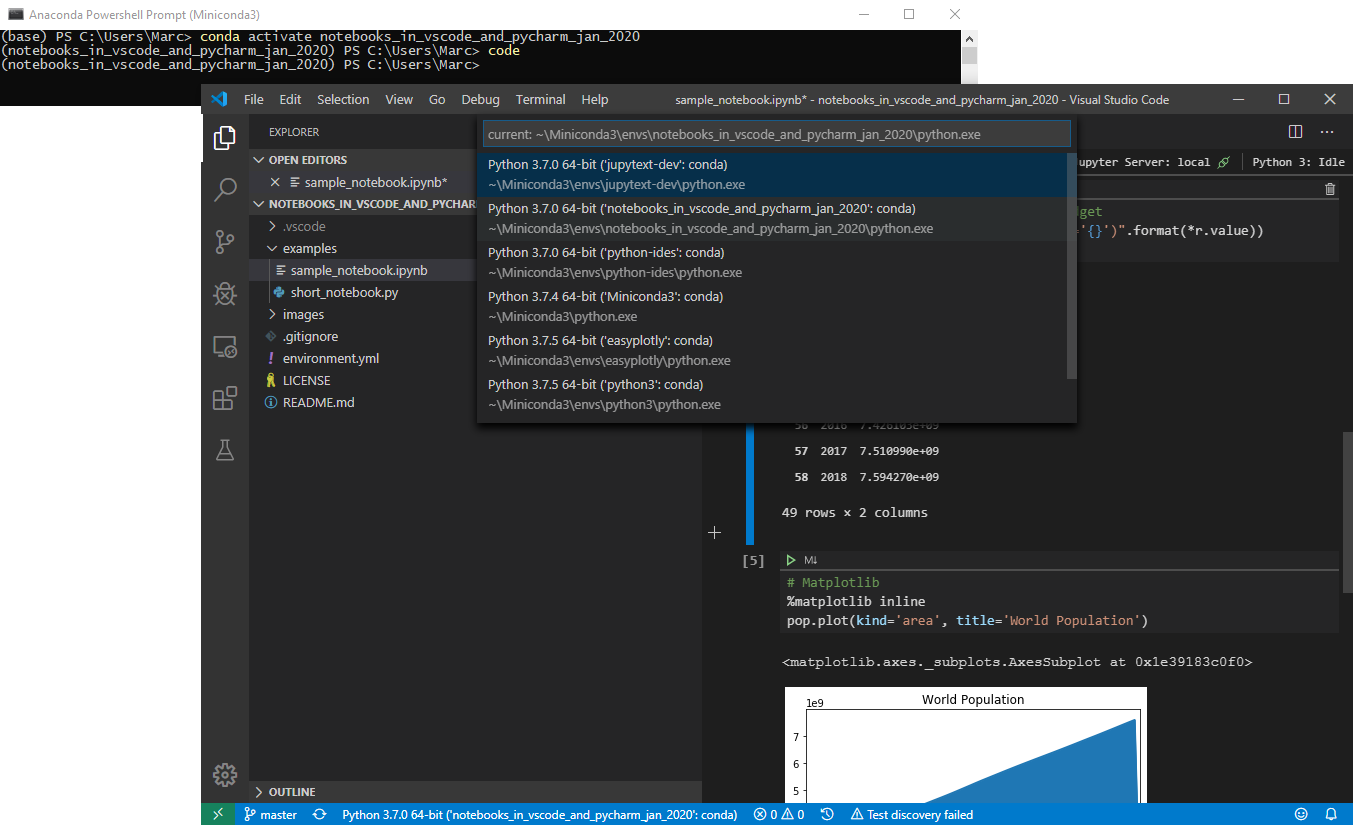 Anaconda Powershell Prompt (Miniconda3)
(base) PS C:\Users\Marc> conda activate notebooks_in_vscode_and_pycharm_jan_2020
(notebooks_in_vscode_and_pycharm_jan_2020) PS C:\Users\Marc> code
(notebooks_in_vscode_and_pycharm_jan_2020) PS C:\Users\Marc>
File Edit Selection View Go Debug Terminal Help sample_notebook.ipynb* - notebooks_in_vscode_and_pycharm_jan_2020 - Visual Studio Code
EXPLORER
OPEN EDITORS
sample_notebook.ipynb*
NOTEBOOKS_IN_VSCODE_AND_PYCHAR
.vscode
examples
sample_notebook.ipynb
short_notebook.py
images
.gitignore
environment.yml
LICENSE
README.md
OUTLINE
current: ~\Miniconda3\envs\notebooks_in_vscode_and_pycharm_jan_2020\python.exe
Python 3.7.0 64-bit ('jupytext-dev': conda)
~\Miniconda3\envs\jupytext-dev\python.exe
Python 3.7.0 64-bit ('notebooks_in_vscode_and_pycharm_jan_2020': conda)
~\Miniconda3\envs\notebooks_in_vscode_and_pycharm_jan_2020\python.exe
Python 3.7.0 64-bit ('python-ides': conda)
~\Miniconda3\envs\python-ides\python.exe
Python 3.7.4 64-bit ('Miniconda3': conda)
~\Miniconda3\python.exe
Python 3.7.5 64-bit ('easyplotly': conda)
~\Miniconda3\envs\easyplotly\python.exe
Python 3.7.5 64-bit ('python3': conda)
~\Miniconda3\envs\python3\python.exe
upyter Server: local Python 3: Idle
dget
='{}')".format(*r.value))
56 2016 7.426103e+09
57 2017 7.510990e+09
58 2018 7.594270e+09
49 rows × 2 columns
[5] M↓
# Matplotlib
%matplotlib inline
pop.plot(kind='area', title='World Population')
<matplotlib.axes._subplots.AxesSubplot at 0x1e39183c0f0>
World Population
1e9
7
6
5
master Python 3.7.0 64-bit ('notebooks_in_vscode_and_pycharm_jan_2020': conda) 0 0 Test discovery failed